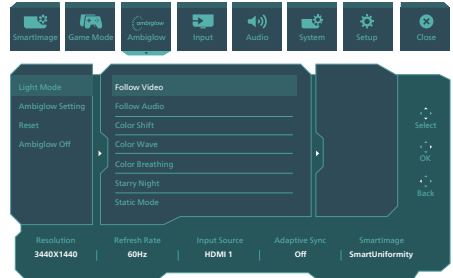 SmartImage Game Mode Ambiglow Input Audio System Setup Close
ambiglow
Light Mode Follow Video
Ambiglow Setting Follow Audio
Reset Color Shift
Ambiglow Off Color Wave
Color Breathing
Starry Night
Static Mode
Select
OK
Back
Resolution Refresh Rate Input Source Adaptive Sync SmartImage
3440X1440 60Hz HDMI 1 Off SmartUniformity